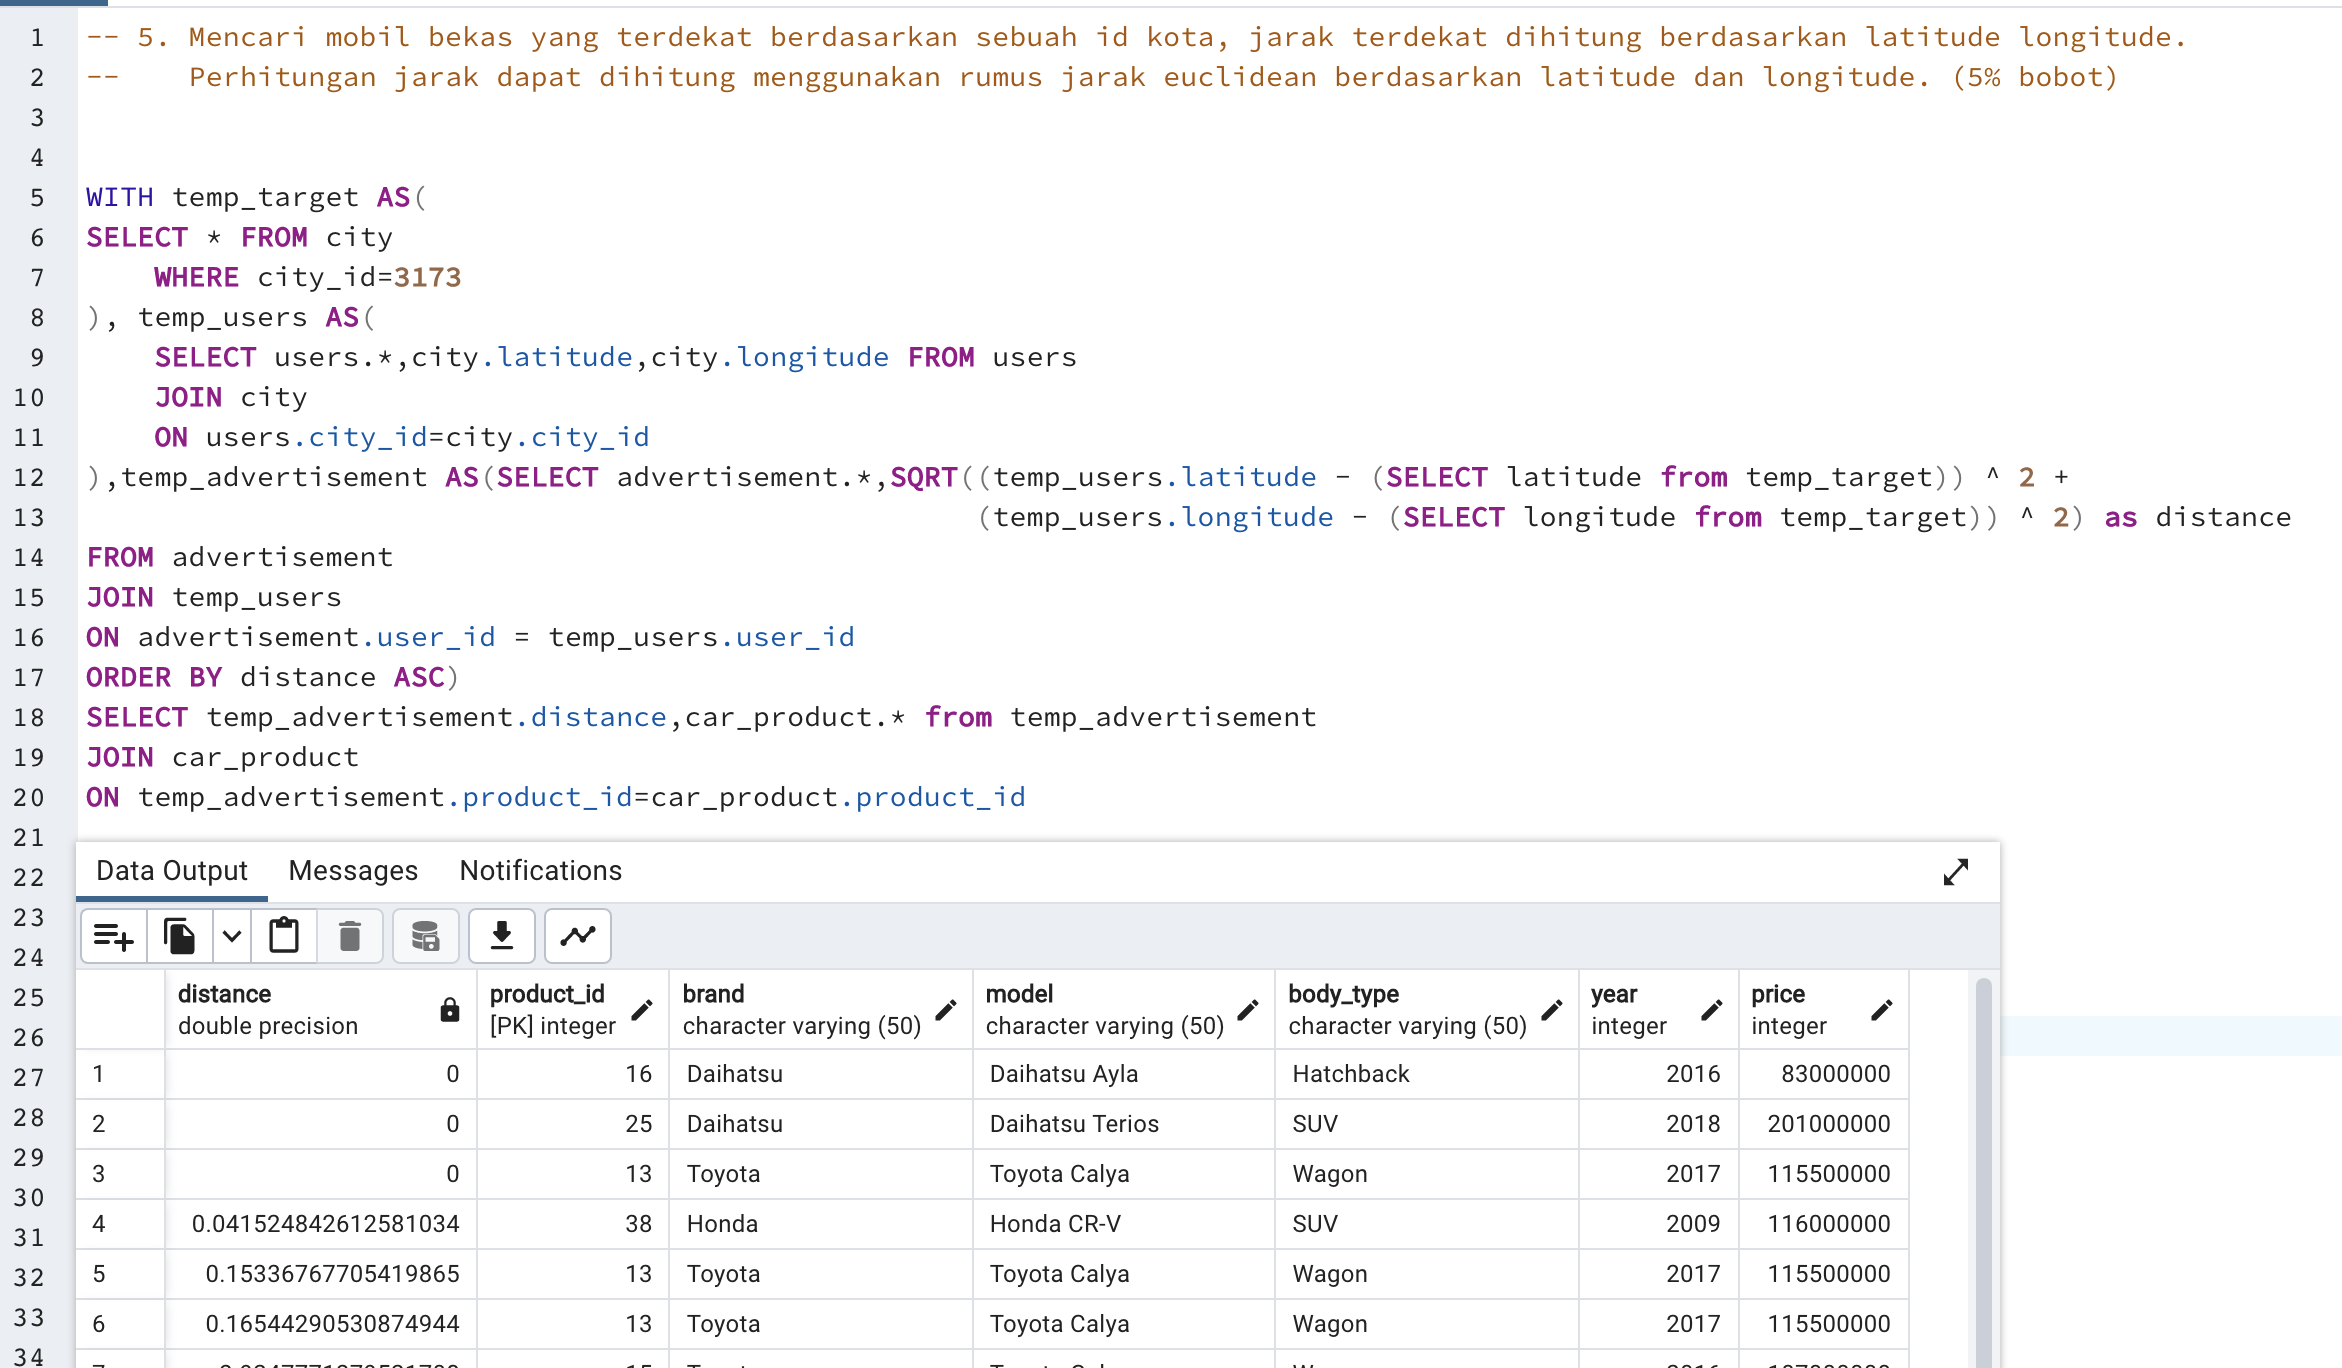 1 -- 5. Mencari mobil bekas yang terdekat berdasarkan sebuah id kota, jarak terdekat dihitung berdasarkan latitude longitude.
2 --    Perhitungan jarak dapat dihitung menggunakan rumus jarak euclidean berdasarkan latitude dan longitude. (5% bobot)
3
4
5 WITH temp_target AS(
6 SELECT * FROM city
7     WHERE city_id=3173
8 ), temp_users AS(
9     SELECT users.*,city.latitude,city.longitude FROM users
10     JOIN city
11     ON users.city_id=city.city_id
12 ),temp_advertisement AS(SELECT advertisement.*,SQRT((temp_users.latitude - (SELECT latitude from temp_target)) ^ 2 +
13                                                     (temp_users.longitude - (SELECT longitude from temp_target)) ^ 2) as distance
14 FROM advertisement
15 JOIN temp_users
16 ON advertisement.user_id = temp_users.user_id
17 ORDER BY distance ASC)
18 SELECT temp_advertisement.distance,car_product.* from temp_advertisement
19 JOIN car_product
20 ON temp_advertisement.product_id=car_product.product_id
21
22 Data Output Messages Notifications
23
24
25 distance product_id brand model body_type year price
26 double precision [PK] integer character varying (50) character varying (50) character varying (50) integer integer
27 1 0 16 Daihatsu Daihatsu Ayla Hatchback 2016 83000000
28 2 0 25 Daihatsu Daihatsu Terios SUV 2018 201000000
29 3 0 13 Toyota Toyota Calya Wagon 2017 115500000
30
31 4 0.041524842612581034 38 Honda Honda CR-V SUV 2009 116000000
32 5 0.153367677705419865 13 Toyota Toyota Calya Wagon 2017 115500000
33 6 0.16544290530874944 13 Toyota Toyota Calya Wagon 2017 115500000
34